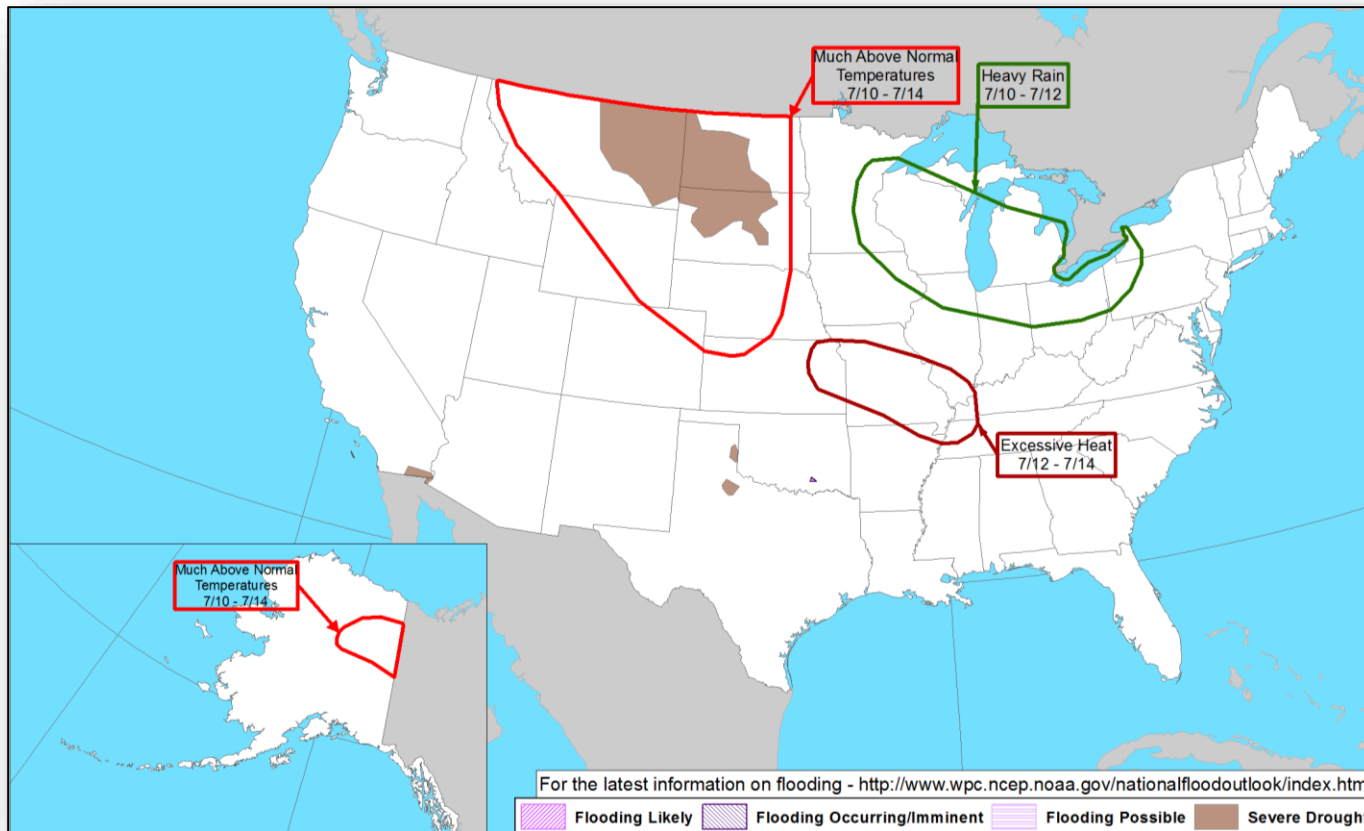 Much Above Normal
Temperatures
7/10 - 7/14
Heavy Rain
7/10 - 7/12
Excessive Heat
7/12 - 7/14
Much Above Normal
Temperatures
7/10 - 7/14
For the latest information on flooding - http://www.wpc.ncep.noaa.gov/nationalfloodoutlook/index.htm
Flooding Likely
Flooding Occurring/Imminent
Flooding Possible
Severe Drough